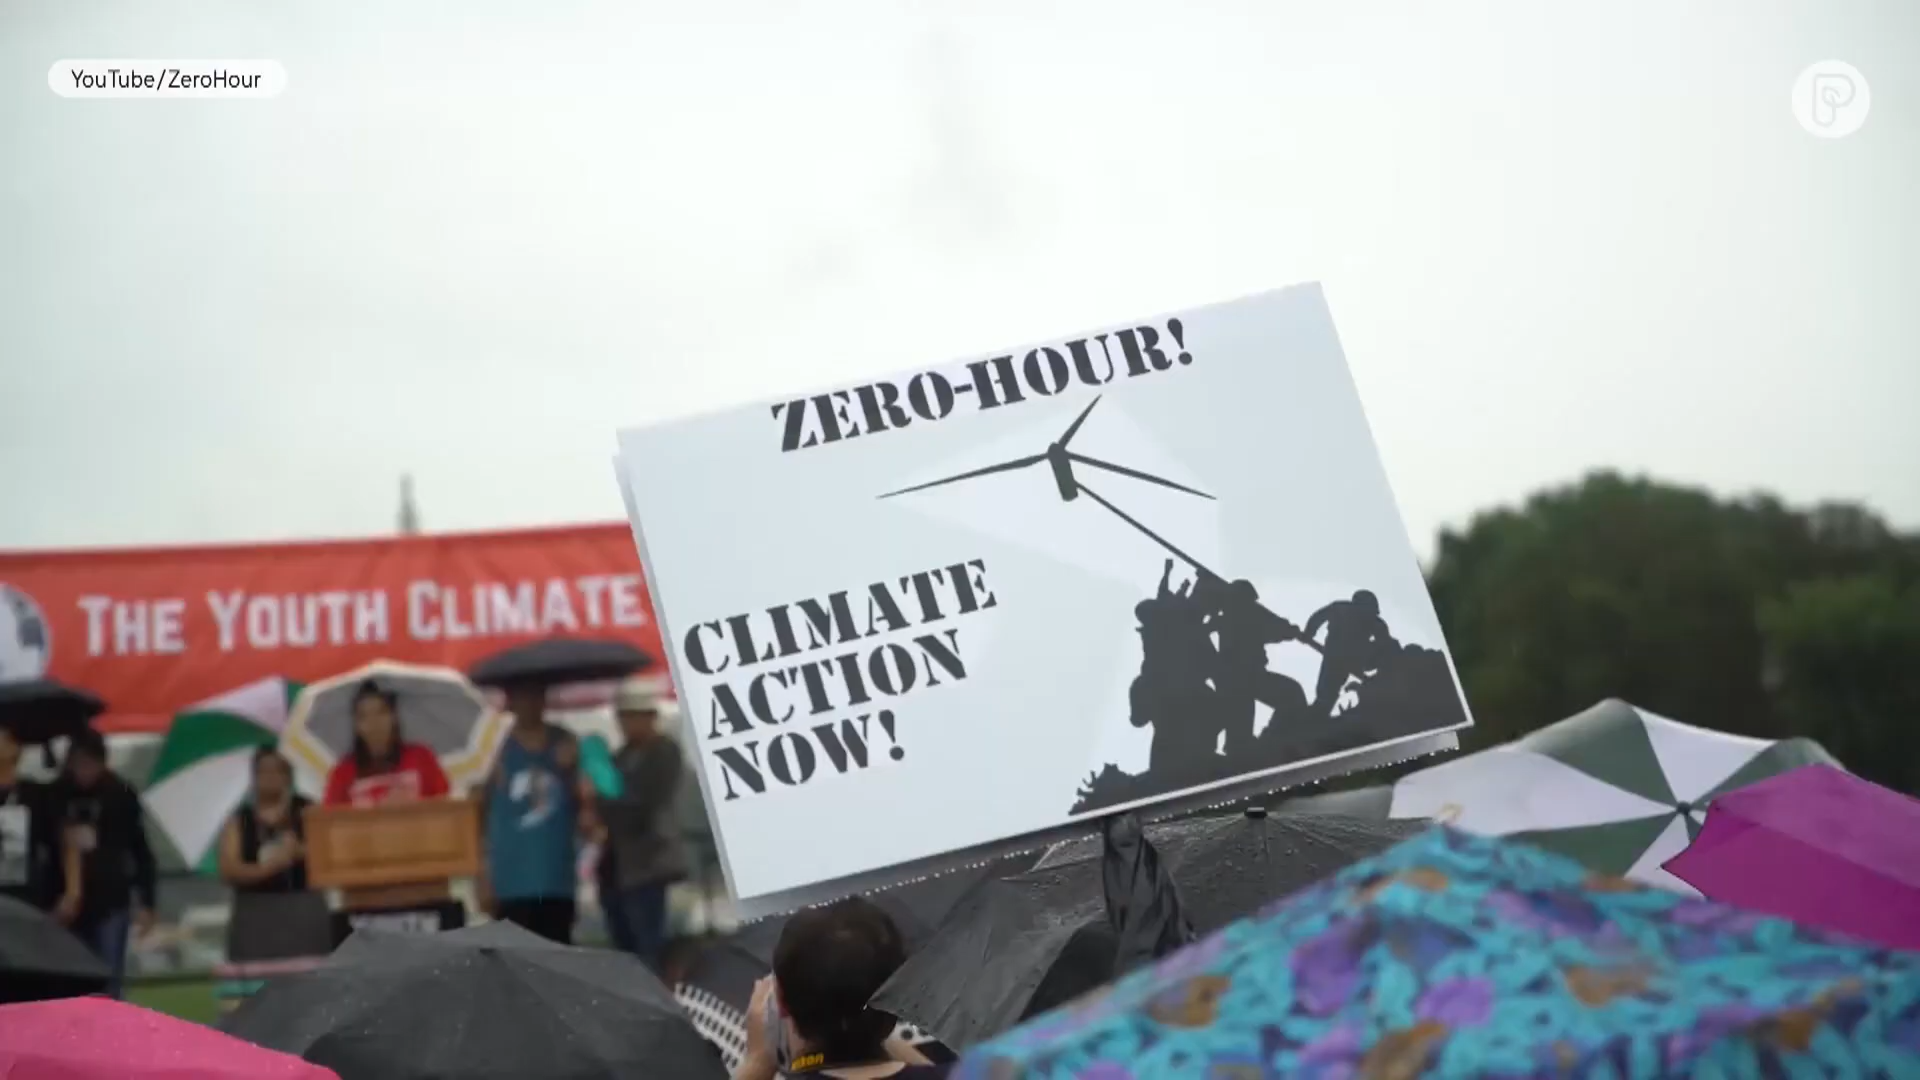 YouTube/ZeroHour
ZERO-HOUR!
THE YOUTH CLIMATE
CLIMATE
ACTION
NOW!